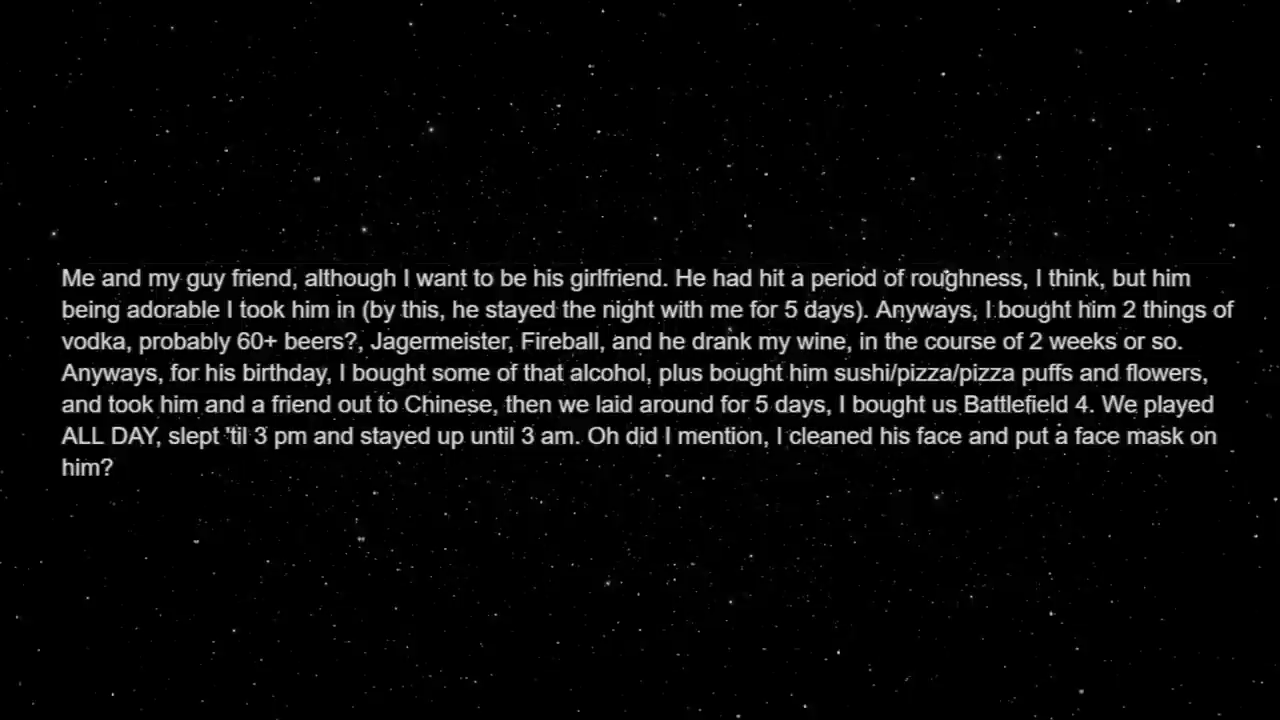 Me and my guy friend, although I want to be his girlfriend. He had hit a period of roughness, I think, but him
being adorable I took him in (by this, he stayed the night with me for 5 days). Anyways, I bought him 2 things of
vodka, probably 60+ beers?, Jagermeister, Fireball, and he drank my wine, in the course of 2 weeks or so.
Anyways, for his birthday, I bought some of that alcohol, plus bought him sushi/pizza/pizza puffs and flowers,
and took him and a friend out to Chinese, then we laid around for 5 days, I bought us Battlefield 4. We played
ALL DAY, slept 'til 3 pm and stayed up until 3 am. Oh did I mention, I cleaned his face and put a face mask on
him?